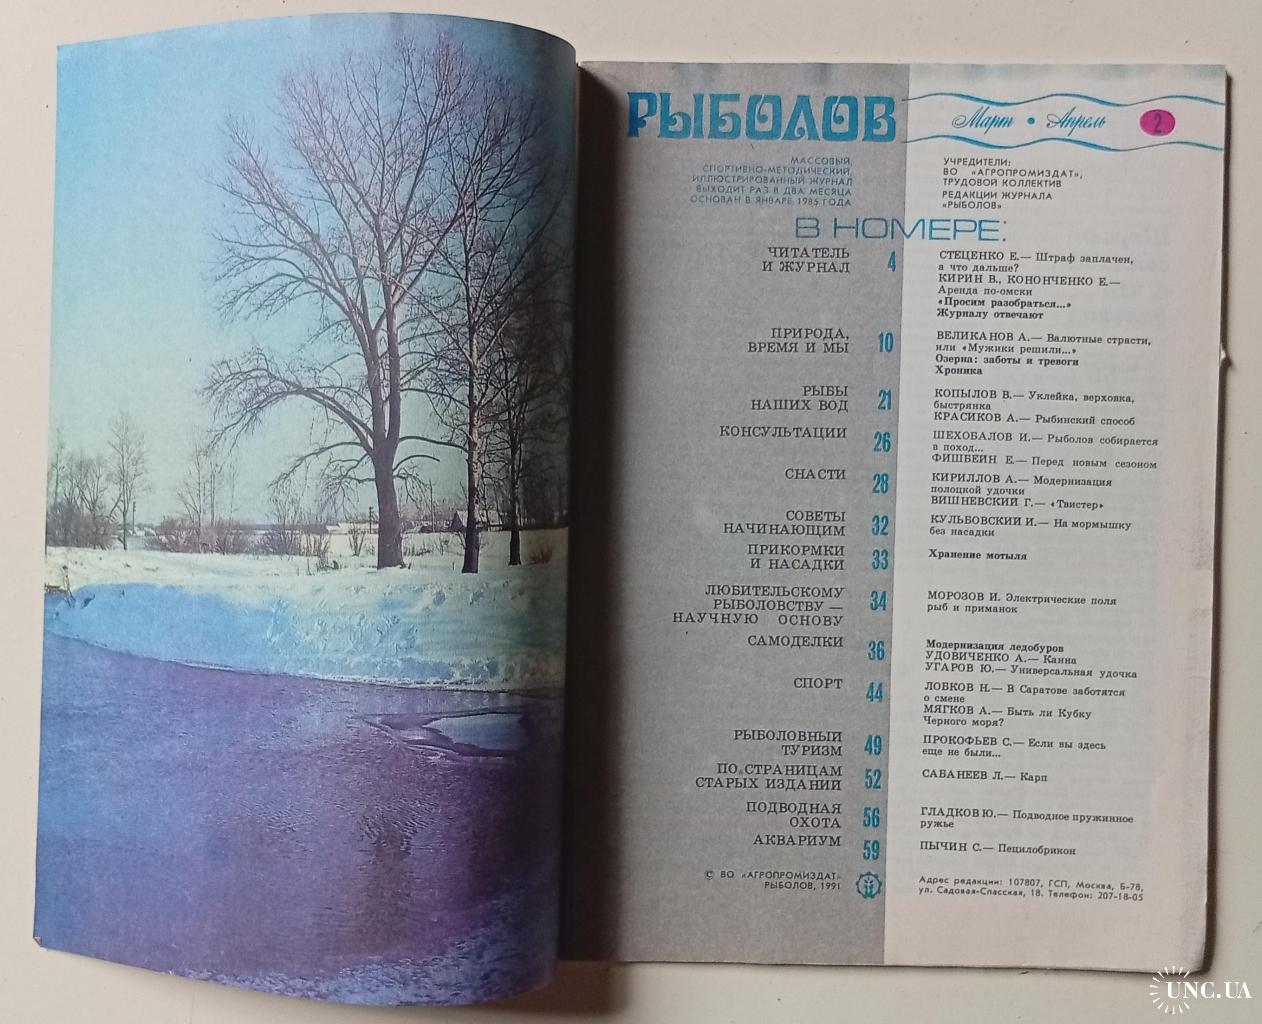 РЫБОЛОВ
Март • Апрель
2
МАССОВЫЙ,
СПОРТИВНО-МЕТОДИЧЕСКИЙ,
ИЛЛЮСТРИРОВАННЫЙ ЖУРНАЛ
ВЫХОДИТ РАЗ В ДВА МЕСЯЦА
ОСНОВАН В ЯНВАРЕ 1985 ГОДА
УЧРЕДИТЕЛИ:
ВО «АГРОПРОМИЗДАТ»,
ТРУДОВОЙ КОЛЛЕКТИВ
РЕДАКЦИИ ЖУРНАЛА
«РЫБОЛОВ»
В НОМЕРЕ:
ЧИТАТЕЛЬ
И ЖУРНАЛ
4
СТЕЦЕНКО Е.— Штраф заплачен,
а что дальше?
КИРИН В., КОНОНЧЕНКО Е.—
Аренда по-омски
«Просим разобраться...»
Журналу отвечают
ПРИРОДА,
ВРЕМЯ И МЫ
10
ВЕЛИКАНОВ А.— Валютные страсти,
или «Мужики решили...»
Озерна: заботы и тревоги
Хроника
РЫБЫ
НАШИХ ВОД
21
КОПЫЛОВ В.— Уклейка, верховка,
быстрянка
КРАСИКОВ А.— Рыбинский способ
КОНСУЛЬТАЦИИ
26
ШЕХОБАЛОВ И.— Рыболов собирается
в поход...
ФИШБЕЙН Е.— Перед новым сезоном
СНАСТИ
28
КИРИЛЛОВ А.— Модернизация
полоцкой удочки
ВИШНЕВСКИЙ Г.— «Твистер»
СОВЕТЫ
НАЧИНАЮЩИМ
32
КУЛЬБОВСКИЙ И.— На мормышку
без насадки
ПРИКОРМКИ
И НАСАДКИ
33
Хранение мотыля
ЛЮБИТЕЛЬСКОМУ
РЫБОЛОВСТВУ —
НАУЧНУЮ ОСНОВУ
34
МОРОЗОВ И. Электрические поля
рыб и приманок
САМОДЕЛКИ
36
Модернизация ледобуров
УДОВИЧЕНКО А.— Канна
УГАРОВ Ю.— Универсальная удочка
СПОРТ
44
ЛОБКОВ Н.— В Саратове заботятся
о смене
МЯГКОВ А.— Быть ли Кубку
Черного моря?
РЫБОЛОВНЫЙ
ТУРИЗМ
49
ПРОКОФЬЕВ С.— Если вы здесь
еще не были...
ПО СТРАНИЦАМ
СТАРЫХ ИЗДАНИЙ
52
САБАНЕЕВ Л.— Карп
ПОДВОДНАЯ
ОХОТА
56
ГЛАДКОВ Ю.— Подводное пружинное
ружье
АКВАРИУМ
59
ПЫЧИН С.— Пецилобрикон
© ВО «АГРОПРОМИЗДАТ»
РЫБОЛОВ, 1991
Адрес редакции: 107807, ГСП, Москва, Б-78,
ул. Садовая-Спасская, 18. Телефон: 207-18-05
UNC.UA